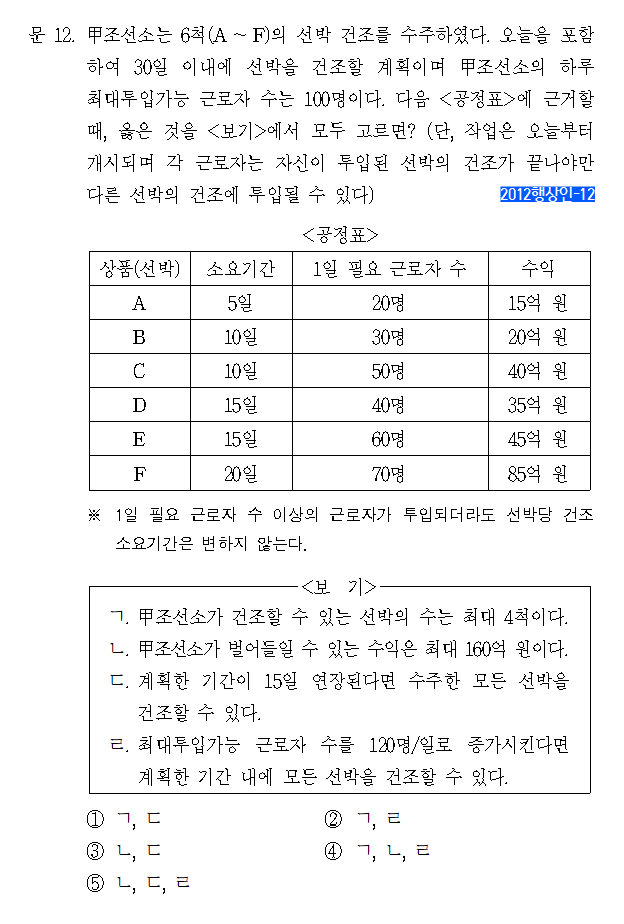 문 12. 甲조선소는 6척(A ~ F)의 선박 건조를 수주하였다. 오늘을 포함
하여 30일 이내에 선박을 건조할 계획이며 甲조선소의 하루
최대투입가능 근로자 수는 100명이다. 다음 <공정표>에 근거할
때, 옳은 것을 <보기>에서 모두 고르면? (단, 작업은 오늘부터
개시되며 각 근로자는 자신이 투입된 선박의 건조가 끝나야만
다른 선박의 건조에 투입될 수 있다) 2012행상인-12
<공정표>
상품(선박) 소요기간 1일 필요 근로자 수 수익
A 5일 20명 15억 원
B 10일 30명 20억 원
C 10일 50명 40억 원
D 15일 40명 35억 원
E 15일 60명 45억 원
F 20일 70명 85억 원
※ 1일 필요 근로자 수 이상의 근로자가 투입되더라도 선박당 건조
소요기간은 변하지 않는다.
<보 기>
ㄱ. 甲조선소가 건조할 수 있는 선박의 수는 최대 4척이다.
ㄴ. 甲조선소가 벌어들일 수 있는 수익은 최대 160억 원이다.
ㄷ. 계획한 기간이 15일 연장된다면 수주한 모든 선박을
건조할 수 있다.
ㄹ. 최대투입가능 근로자 수를 120명/일로 증가시킨다면
계획한 기간 내에 모든 선박을 건조할 수 있다.
① ㄱ, ㄷ ② ㄱ, ㄹ
③ ㄴ, ㄷ ④ ㄱ, ㄴ, ㄹ
⑤ ㄴ, ㄷ, ㄹ